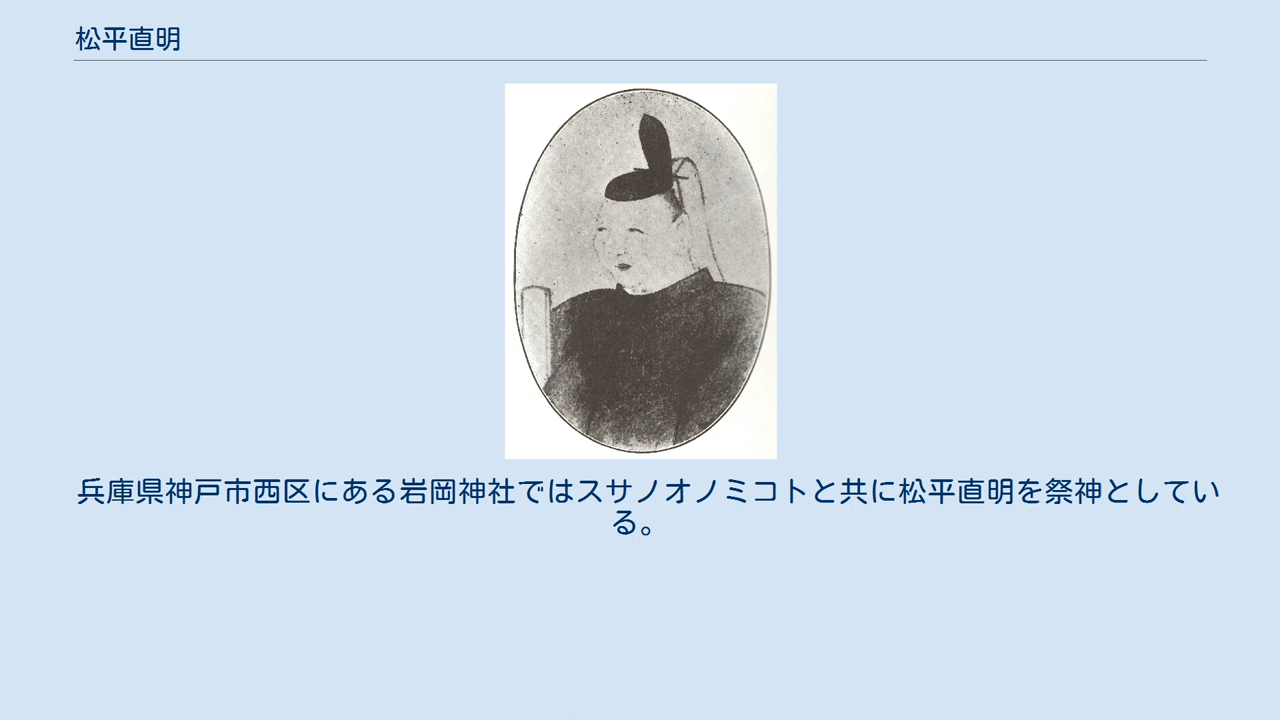 松平直明
兵庫県神戸市西区にある岩岡神社ではスサノオノミコトと共に松平直明を祭神としてい
る。